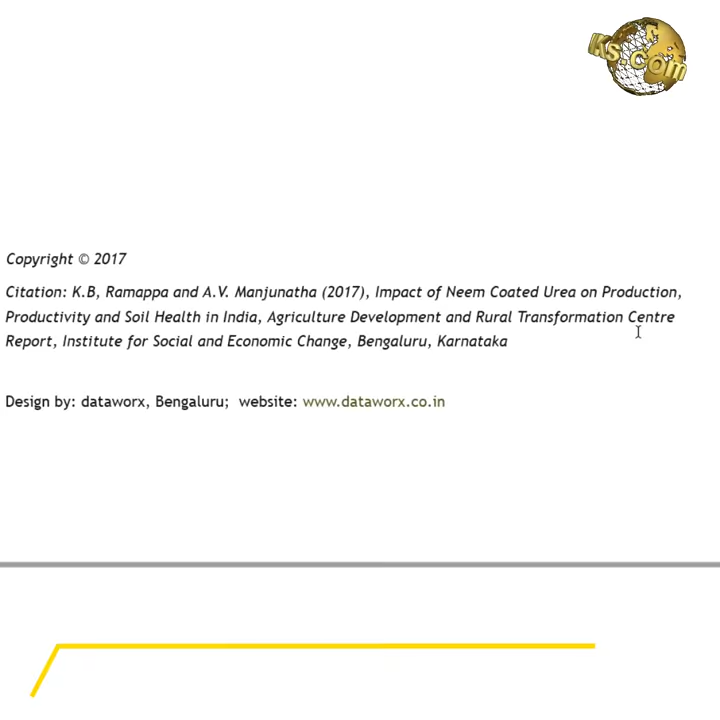 Ks.com
Copyright © 2017
Citation: K.B, Ramappa and A.V. Manjunatha (2017), Impact of Neem Coated Urea on Production,
Productivity and Soil Health in India, Agriculture Development and Rural Transformation Centre
Report, Institute for Social and Economic Change, Bengaluru, Karnataka
Design by: dataworx, Bengaluru; website: www.dataworx.co.in